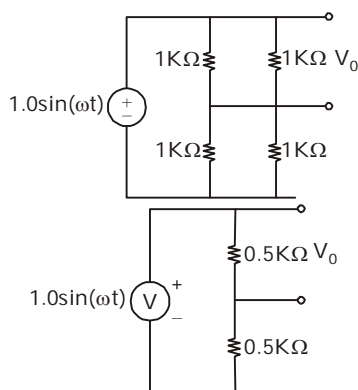 1KΩ 1KΩ V0
1.0sin(ωt) + –
1KΩ 1KΩ
0.5KΩ V0
1.0sin(ωt) V + –
0.5KΩ